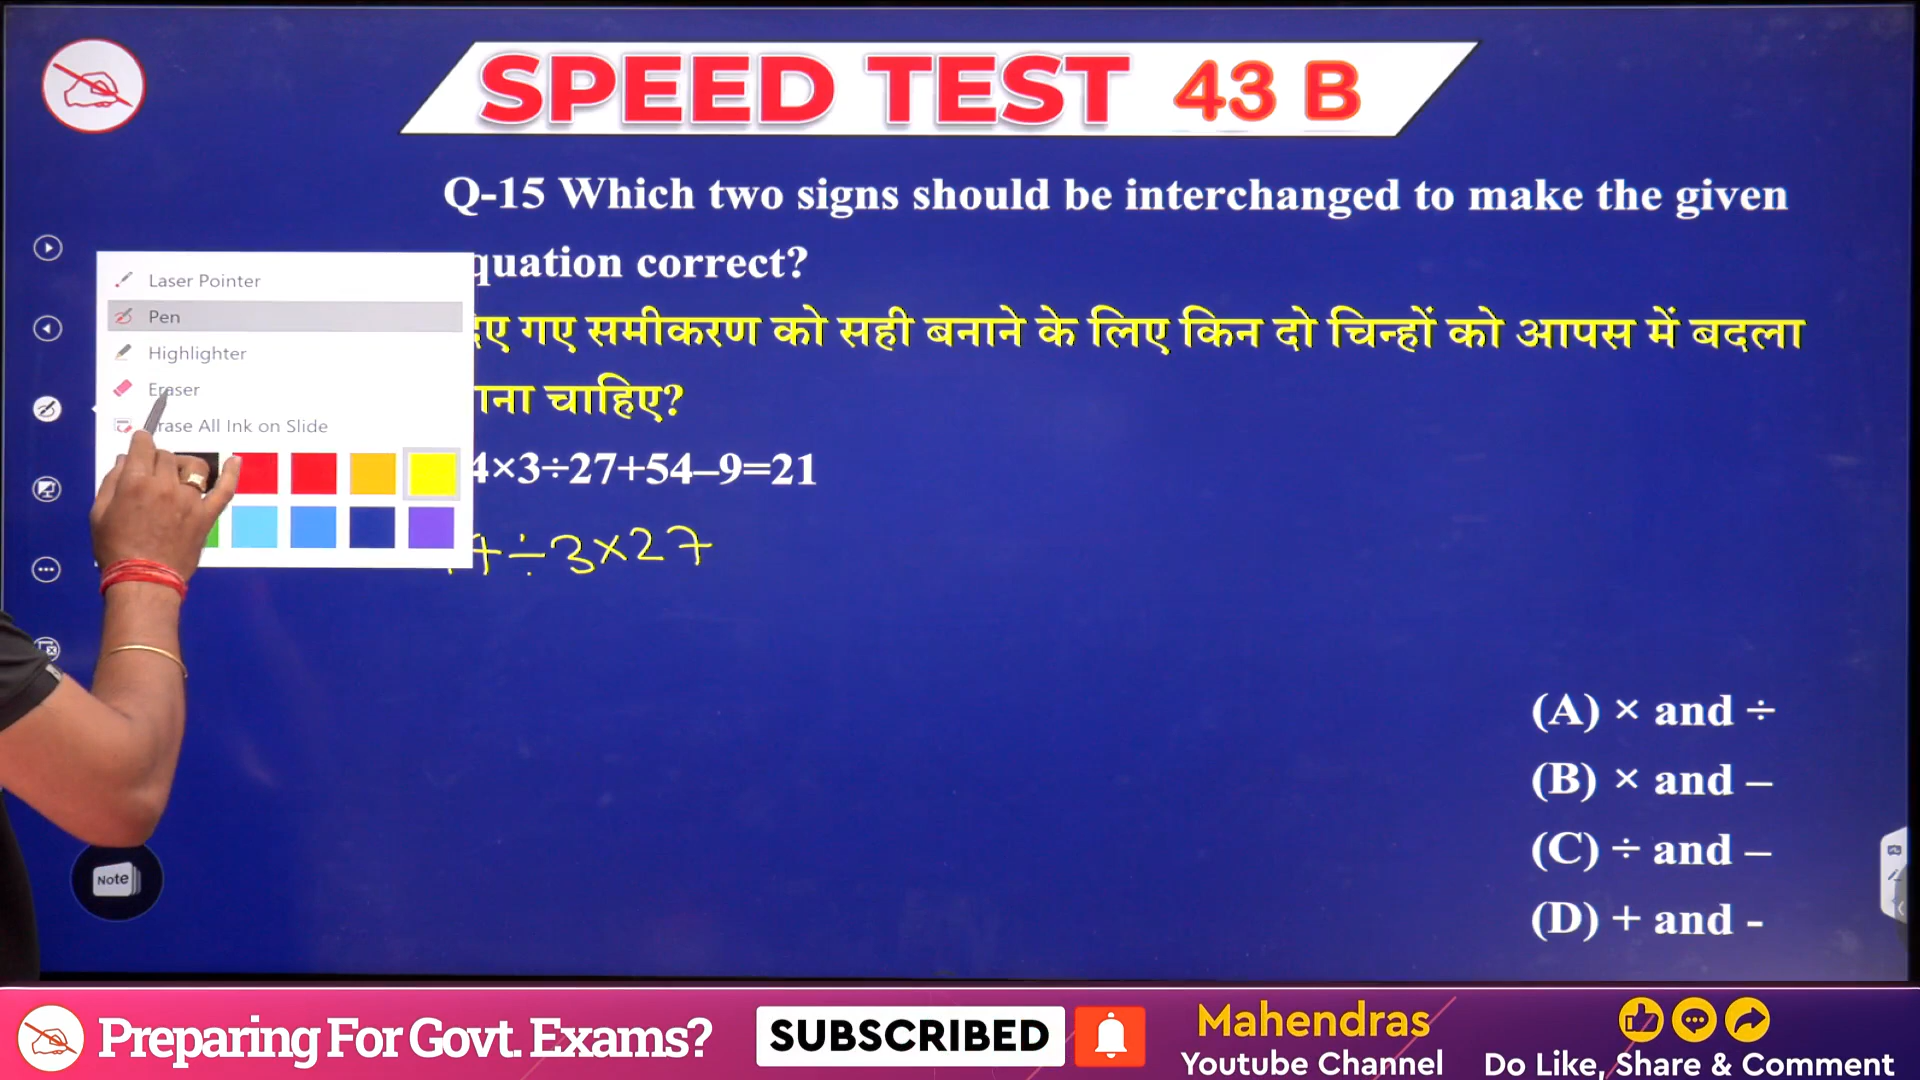 SPEED TEST 43 B
Q-15 Which two signs should be interchanged to make the given
quation correct?
गए समीकरण को सही बनाने के लिए किन दो चिन्हों को आपस में बदला
चाहिए?
4×3÷27+54–9=21
÷3×27
Laser Pointer
Pen
Highlighter
Eraser
rase All Ink on Slide
(A) × and ÷
(B) × and –
(C) ÷ and –
(D) + and -
Note
Preparing For Govt. Exams?
SUBSCRIBED
Mahendras
Youtube Channel
Do Like, Share & Comment